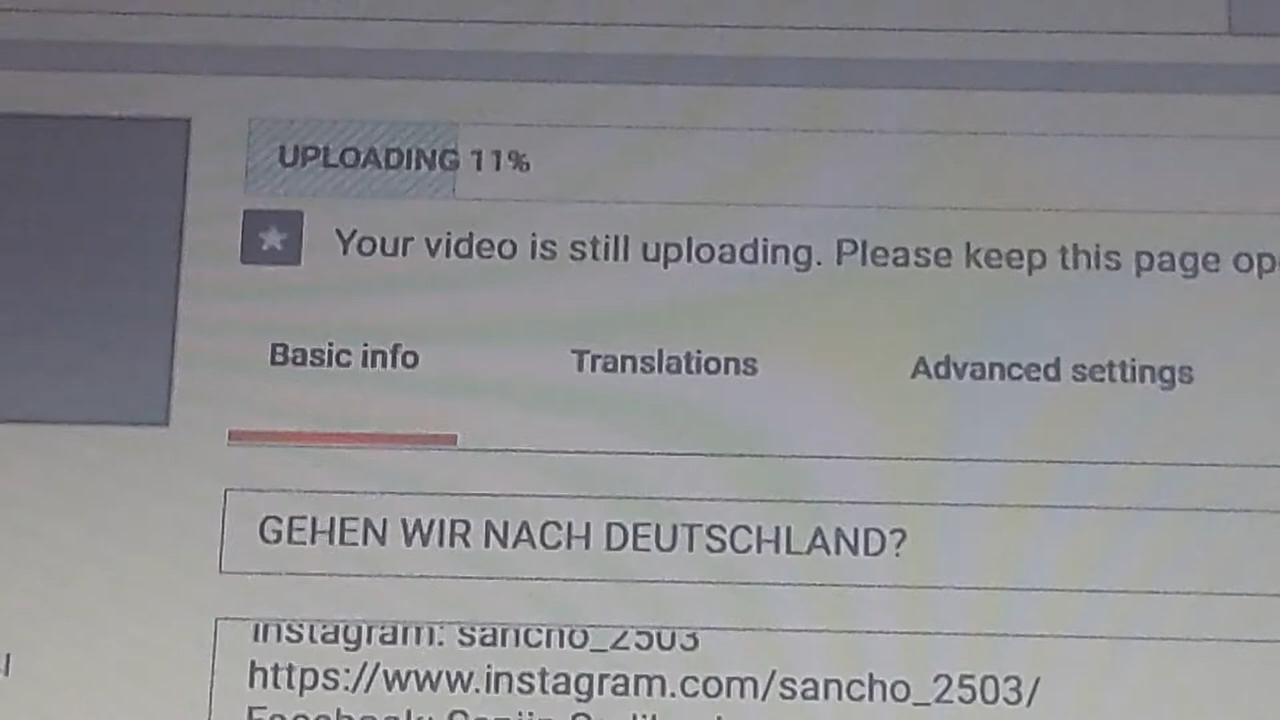 UPLOADING 11%
Your video is still uploading. Please keep this page
Basic info
Translations
Advanced settings
GEHEN WIR NACH DEUTSCHLAND?
Instagram: sancho_2503
https://www.instagram.com/sancho_2503/
Facebook: